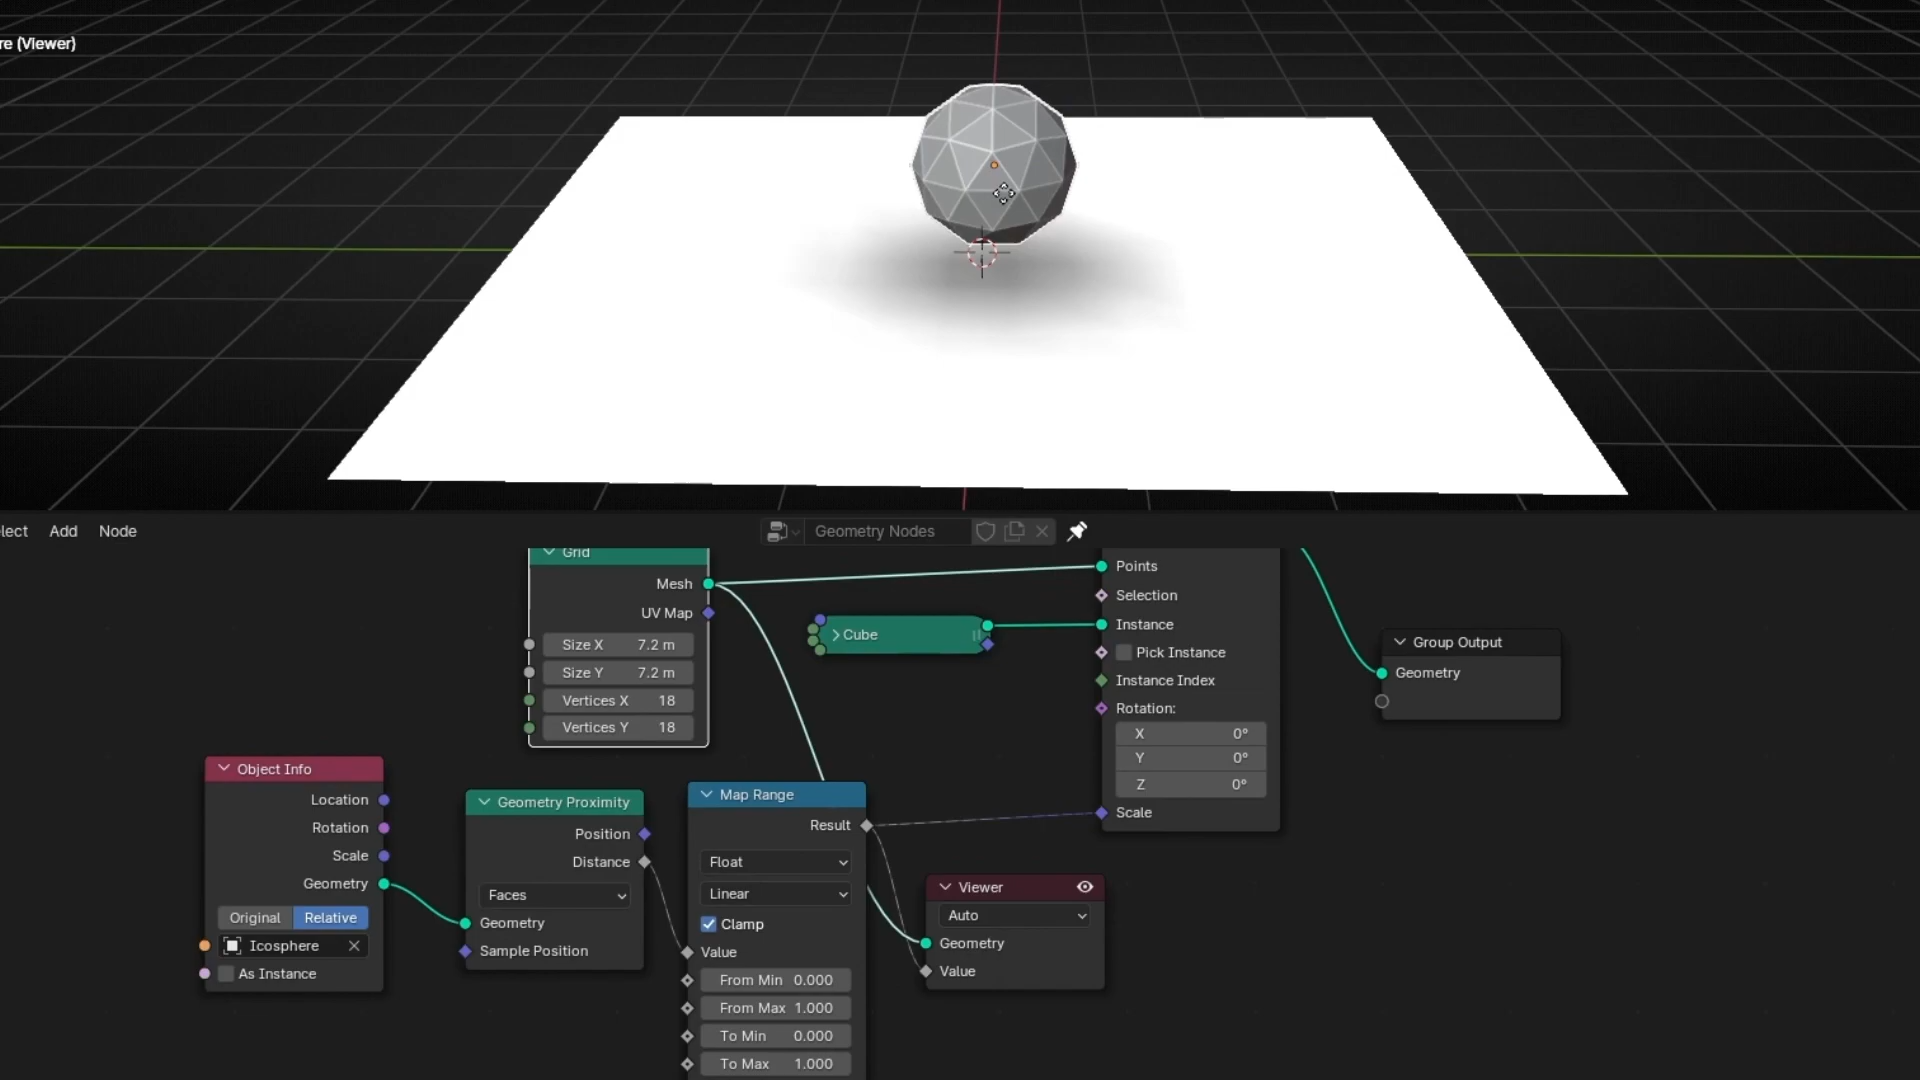 re (Viewer)
lect Add Node
Geometry Nodes
Grid
Mesh
UV Map
Size X 7.2 m
Size Y 7.2 m
Vertices X 18
Vertices Y 18
Cube
Points
Selection
Instance
Pick Instance
Instance Index
Rotation:
X 0°
Y 0°
Z 0°
Scale
Group Output
Geometry
Object Info
Location
Rotation
Scale
Geometry
Original Relative
Icosphere
As Instance
Geometry Proximity
Position
Distance
Faces
Geometry
Sample Position
Map Range
Result
Float
Linear
Clamp
Value
From Min 0.000
From Max 1.000
To Min 0.000
To Max 1.000
Viewer
Auto
Geometry
Value